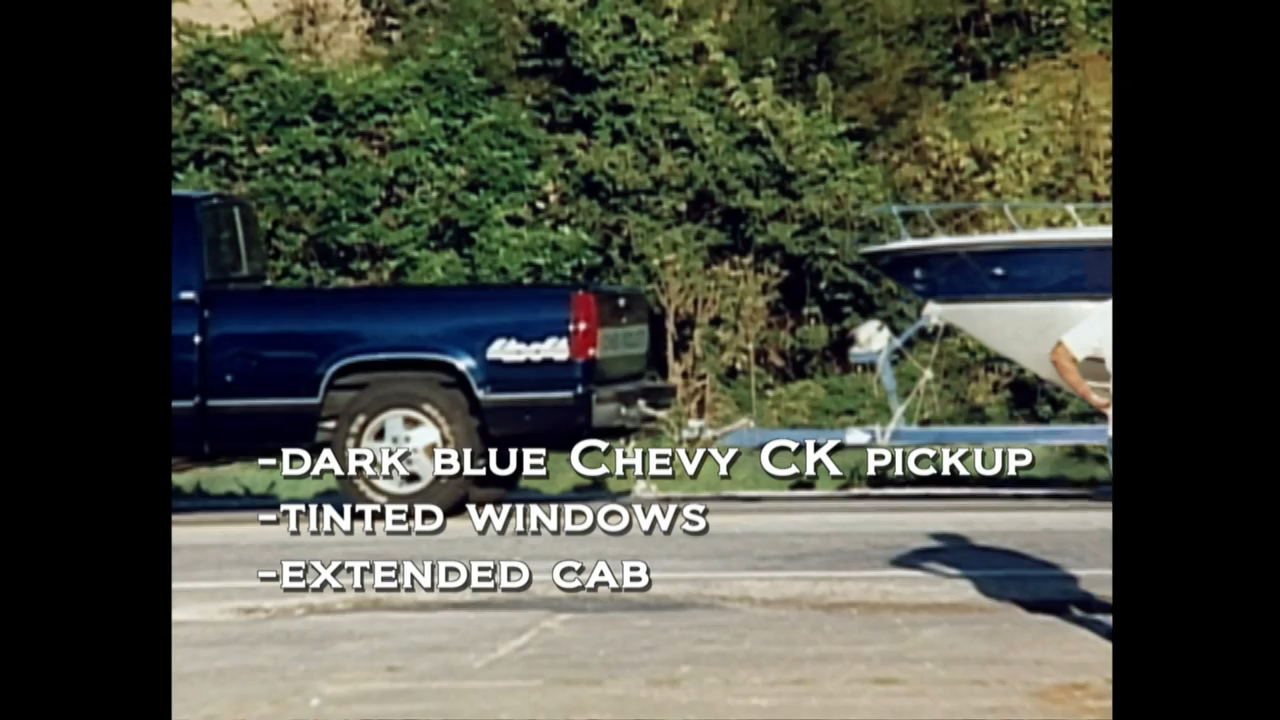 4x4
-DARK BLUE CHEVY CK PICKUP
-TINTED WINDOWS
-EXTENDED CAB